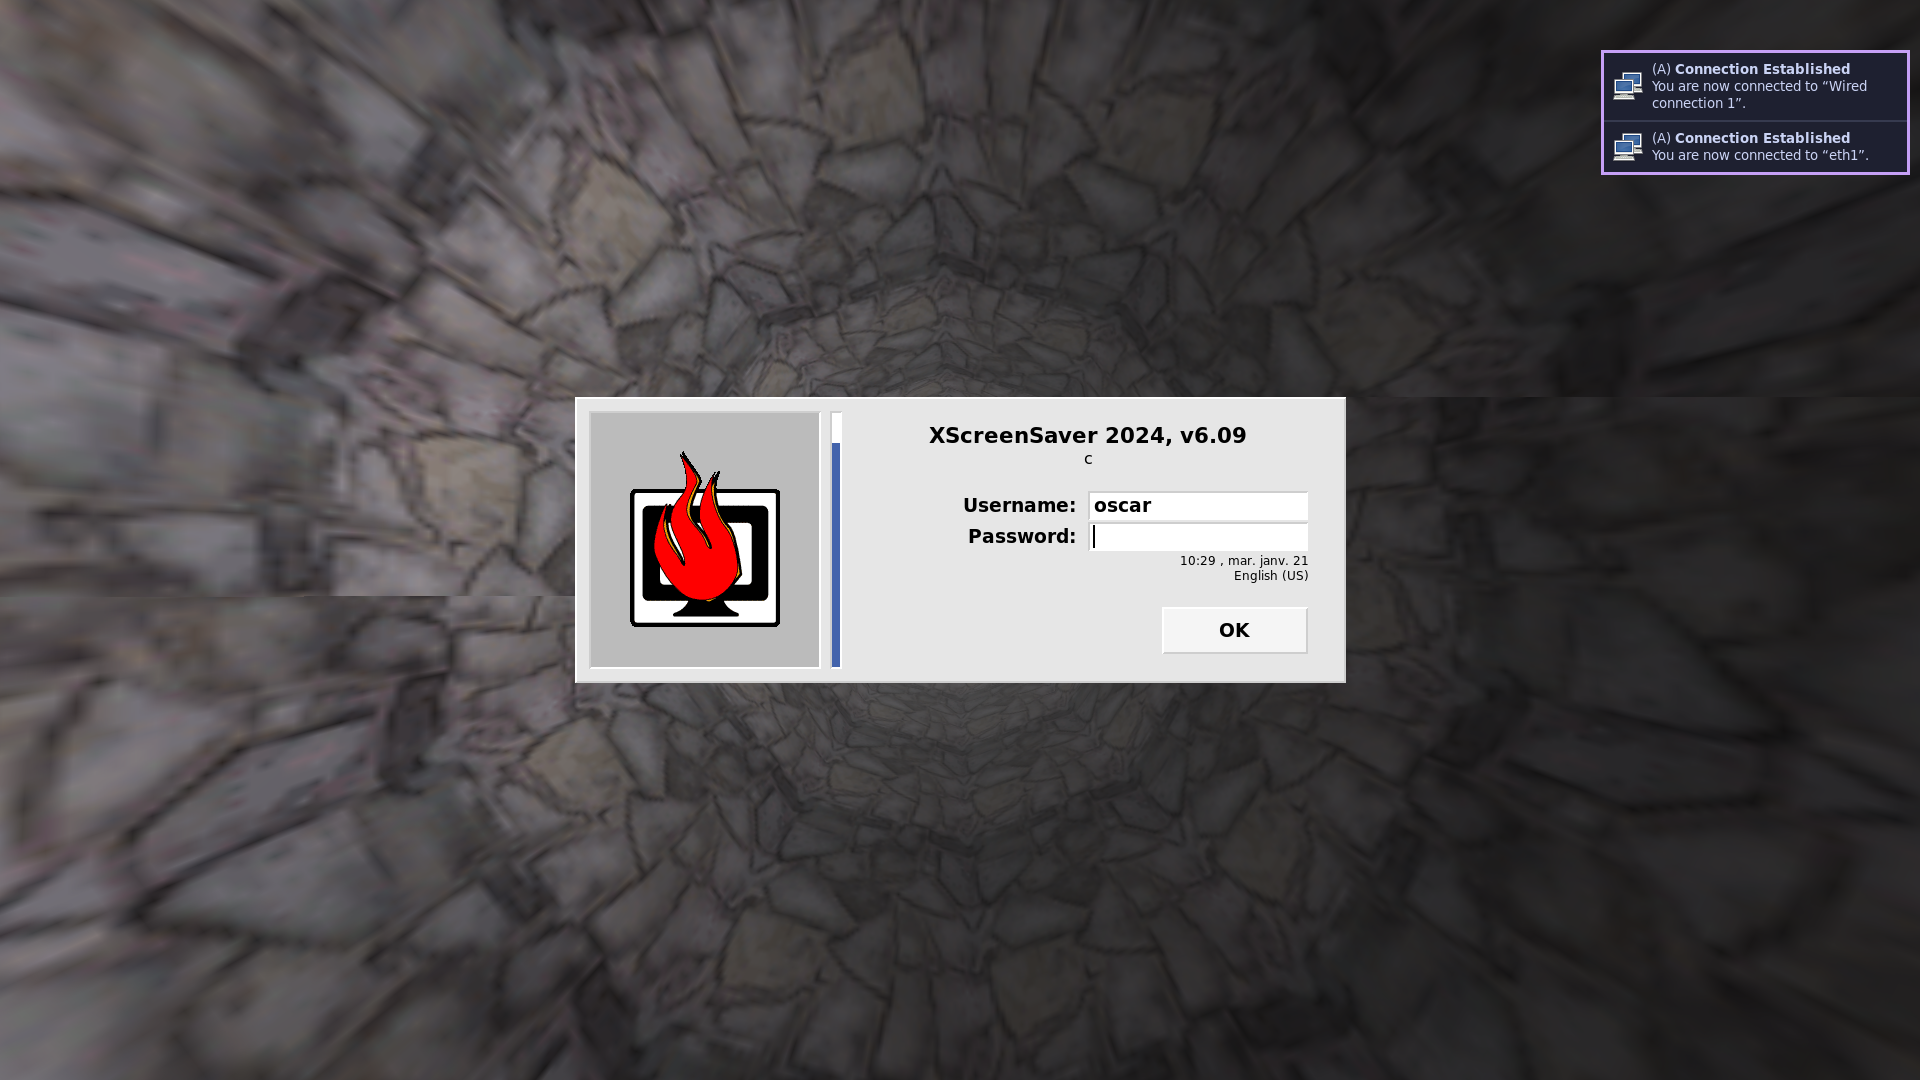 (A) Connection Established
You are now connected to “Wired
connection 1”.
(A) Connection Established
You are now connected to “eth1”.
XScreenSaver 2024, v6.09
c
Username: oscar
Password:
10:29 , mar. janv. 21
English (US)
OK